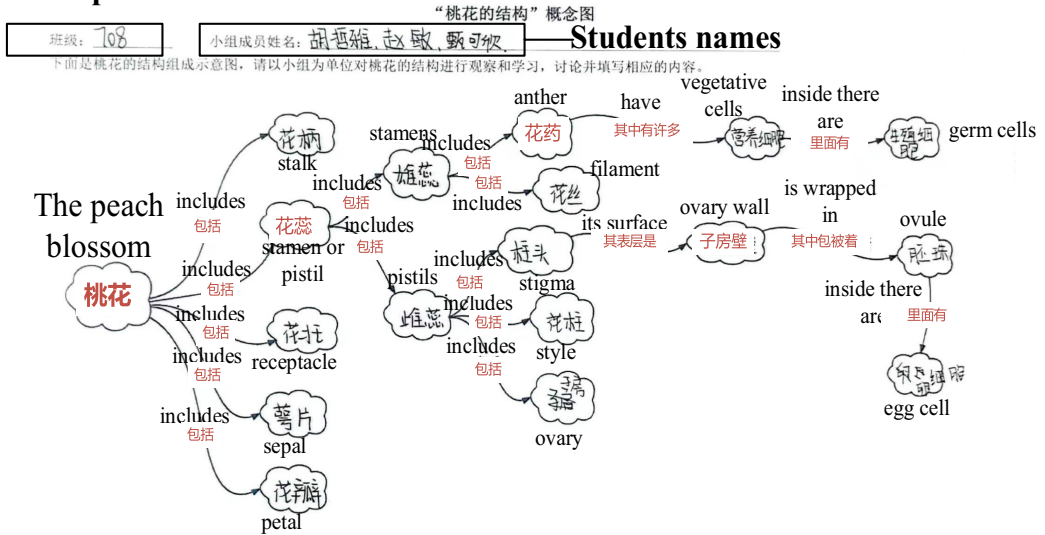 "桃花的结构"概念图
班级: 708 小组成员姓名: 胡哲维, 赵敏, 甄可欣. Students names
下面是桃花的结构组成示意图，请以小组为单位对桃花的结构进行观察和学习，讨论并填写相应的内容。
The peach
blossom
桃花
includes
包括
花柄
stalk
includes
包括
花蕊
stamen or
pistil
includes
包括
花托
receptacle
includes
包括
萼片
sepal
includes
包括
花瓣
petal
includes
包括
stamens
雄蕊
includes
包括
pistils
雌蕊
includes
包括
anther
花药
包括
includes
filament
花丝
have
其中有许多
vegetative
cells
营养细胞
inside there
are
里面有
生殖细胞
germ cells
includes
包括
柱头
stigma
includes
包括
花柱
style
includes
包括
子房
ovary
its surface
其表层是
ovary wall
子房壁
is wrapped
in
其中包被着
ovule
胚珠
inside there
are
里面有
卵细胞
egg cell